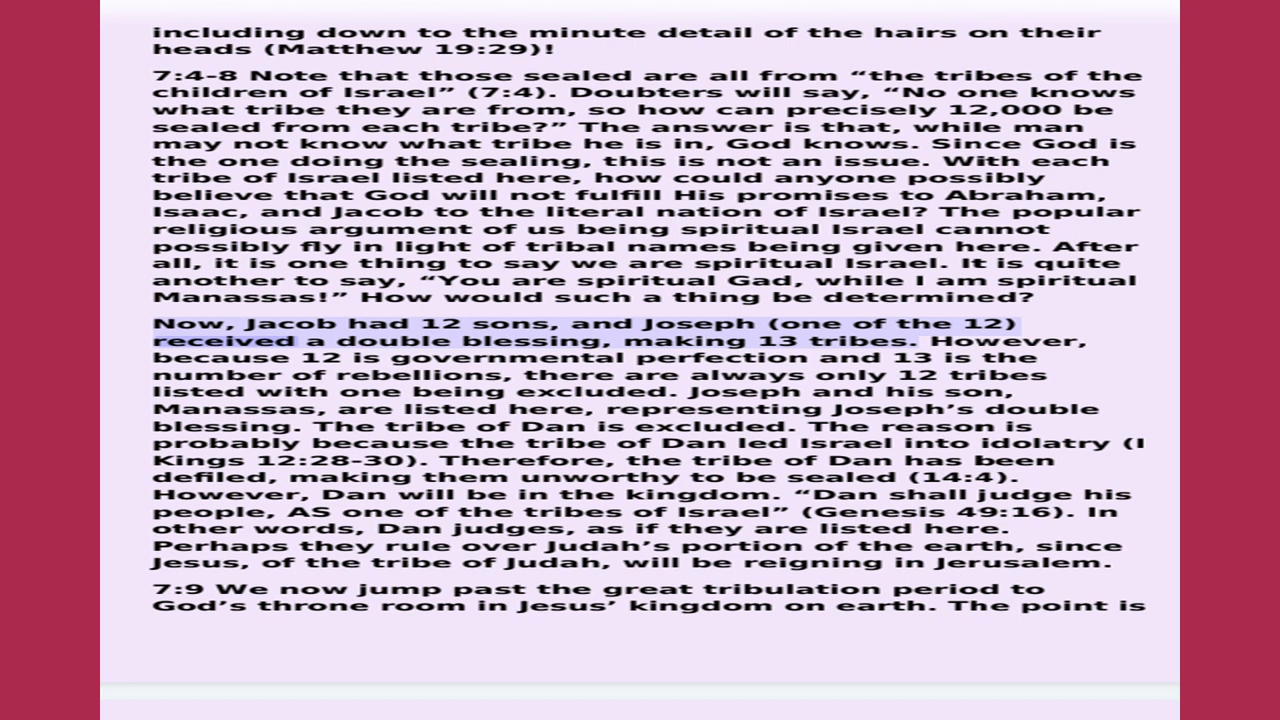 including down to the minute detail of the hairs on their
heads (Matthew 19:29)!
7:4-8 Note that those sealed are all from “the tribes of the
children of Israel” (7:4). Doubters will say, “No one knows
what tribe they are from, so how can precisely 12,000 be
sealed from each tribe?” The answer is that, while man
may not know what tribe he is in, God knows. Since God is
the one doing the sealing, this is not an issue. With each
tribe of Israel listed here, how could anyone possibly
believe that God will not fulfill His promises to Abraham,
Isaac, and Jacob to the literal nation of Israel? The popular
religious argument of us being spiritual Israel cannot
possibly fly in light of tribal names being given here. After
all, it is one thing to say we are spiritual Israel. It is quite
another to say, “You are spiritual Gad, while I am spiritual
Manassas!” How would such a thing be determined?
Now, Jacob had 12 sons, and Joseph (one of the 12)
received a double blessing, making 13 tribes. However,
because 12 is governmental perfection and 13 is the
number of rebellions, there are always only 12 tribes
listed with one being excluded. Joseph and his son,
Manassas, are listed here, representing Joseph’s double
blessing. The tribe of Dan is excluded. The reason is
probably because the tribe of Dan led Israel into idolatry (I
Kings 12:28-30). Therefore, the tribe of Dan has been
defiled, making them unworthy to be sealed (14:4).
However, Dan will be in the kingdom. “Dan shall judge his
people, AS one of the tribes of Israel” (Genesis 49:16). In
other words, Dan judges, as if they are listed here.
Perhaps they rule over Judah’s portion of the earth, since
Jesus, of the tribe of Judah, will be reigning in Jerusalem.
7:9 We now jump past the great tribulation period to
God’s throne room in Jesus’ kingdom on earth. The point is